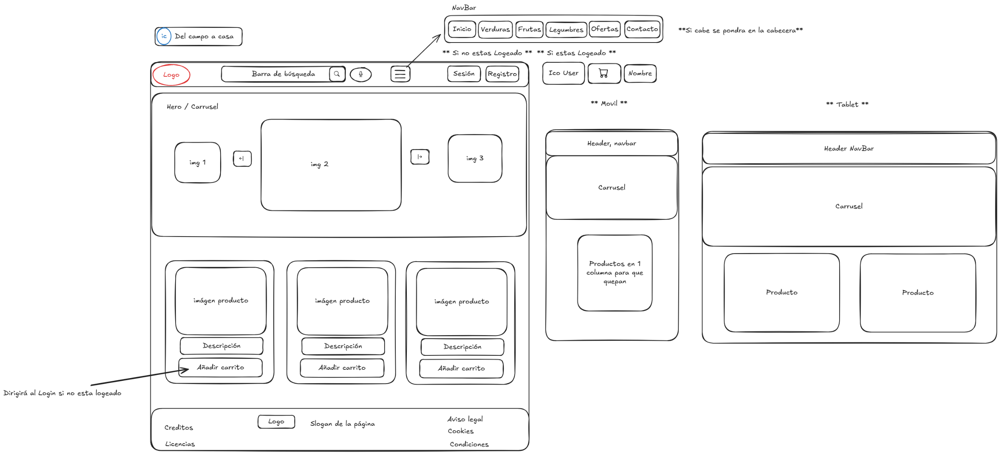 NavBar
Inicio
Verduras
Frutas
Legumbres
Ofertas
Contacto
**Si cabe se pondra en la cabecera**
ic
Del campo a casa
** Si no estas Logeado **
** Si estas Logeado **
Logo
Barra de búsqueda
Sesión
Registro
Ico User
Nombre
Hero / Carrusel
img 1
img 2
img 3
** Movil **
Header, navbar
Carrusel
Productos en 1
columna para que
quepan
** Tablet **
Header NavBar
Carrusel
Producto
Producto
imágen producto
imágen producto
imágen producto
Descripción
Descripción
Descripción
Añadir carrito
Añadir carrito
Añadir carrito
Dirigirá al Login si no esta logeado
Creditos
Licencias
Logo
Slogan de la página
Aviso legal
Cookies
Condiciones